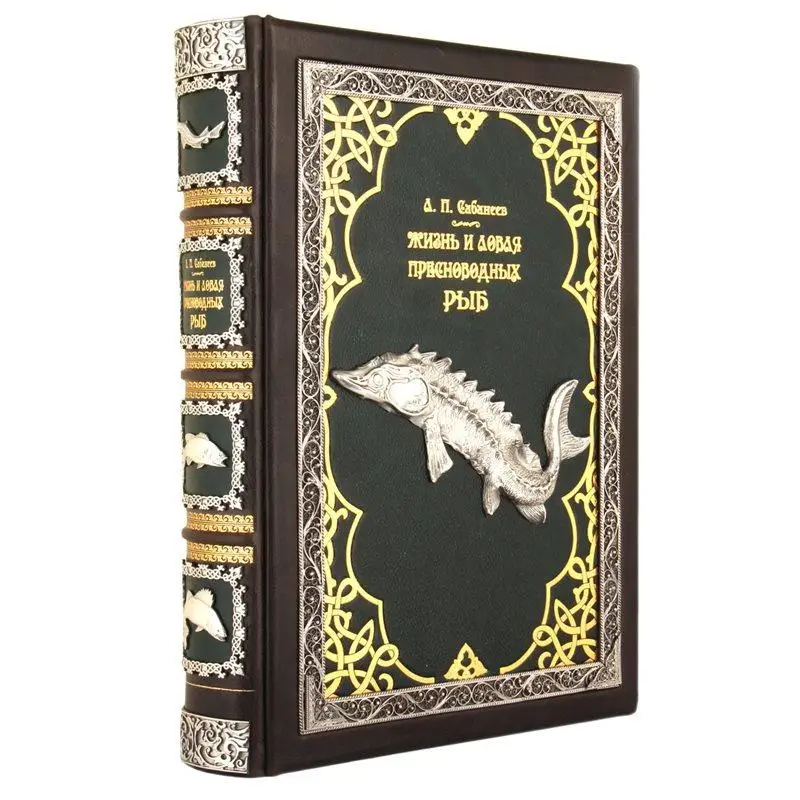 Л. П. Сабанеев
ЖИЗНЬ И ЛОВЛЯ
ПРЕСНОВОДНЫХ
РЫБ
Л. П. Сабанеев
ЖИЗНЬ И ЛОВЛЯ
ПРЕСНОВОДНЫХ
РЫБ